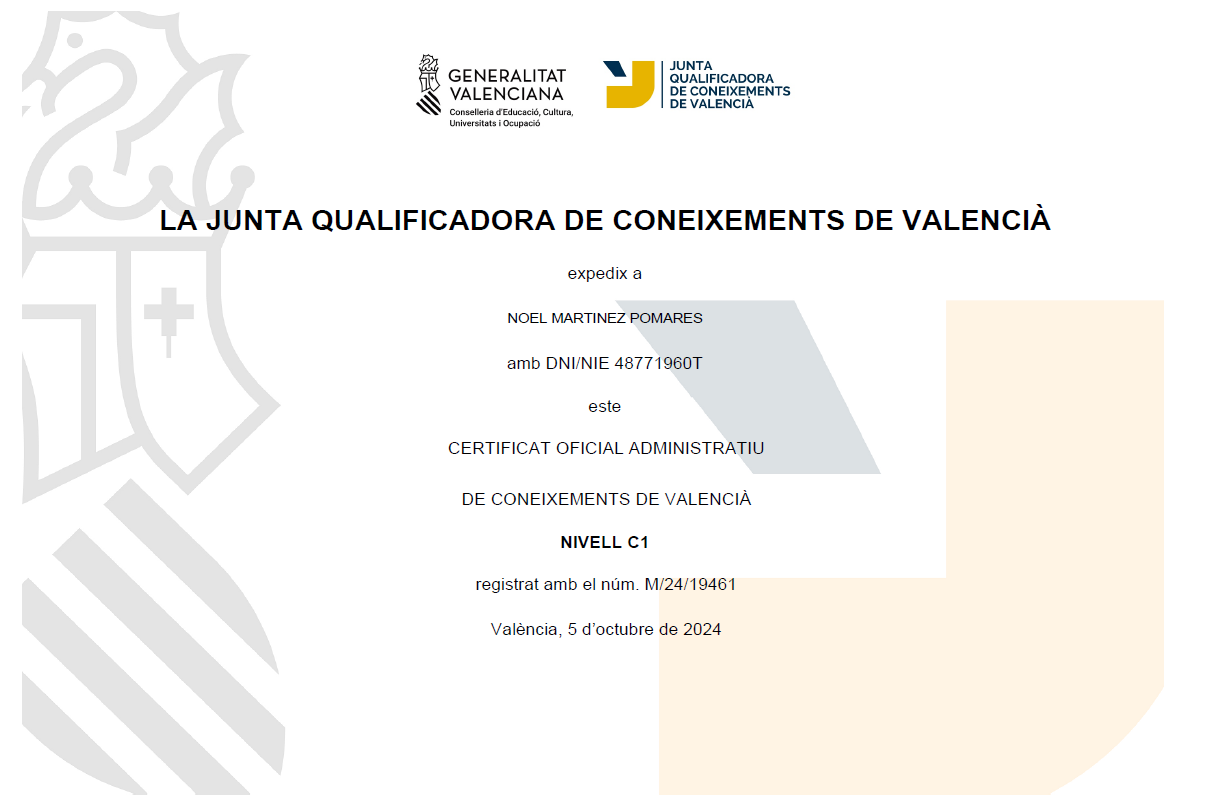 GENERALITAT
VALENCIANA
Conselleria d'Educació, Cultura,
Universitats i Ocupació
JUNTA
QUALIFICADORA
DE CONEIXEMENTS
DE VALENCIÀ
LA JUNTA QUALIFICADORA DE CONEIXEMENTS DE VALENCIÀ
expedix a
NOEL MARTINEZ POMARES
amb DNI/NIE 48771960T
este
CERTIFICAT OFICIAL ADMINISTRATIU
DE CONEIXEMENTS DE VALENCIÀ
NIVELL C1
registrat amb el núm. M/24/19461
València, 5 d’octubre de 2024